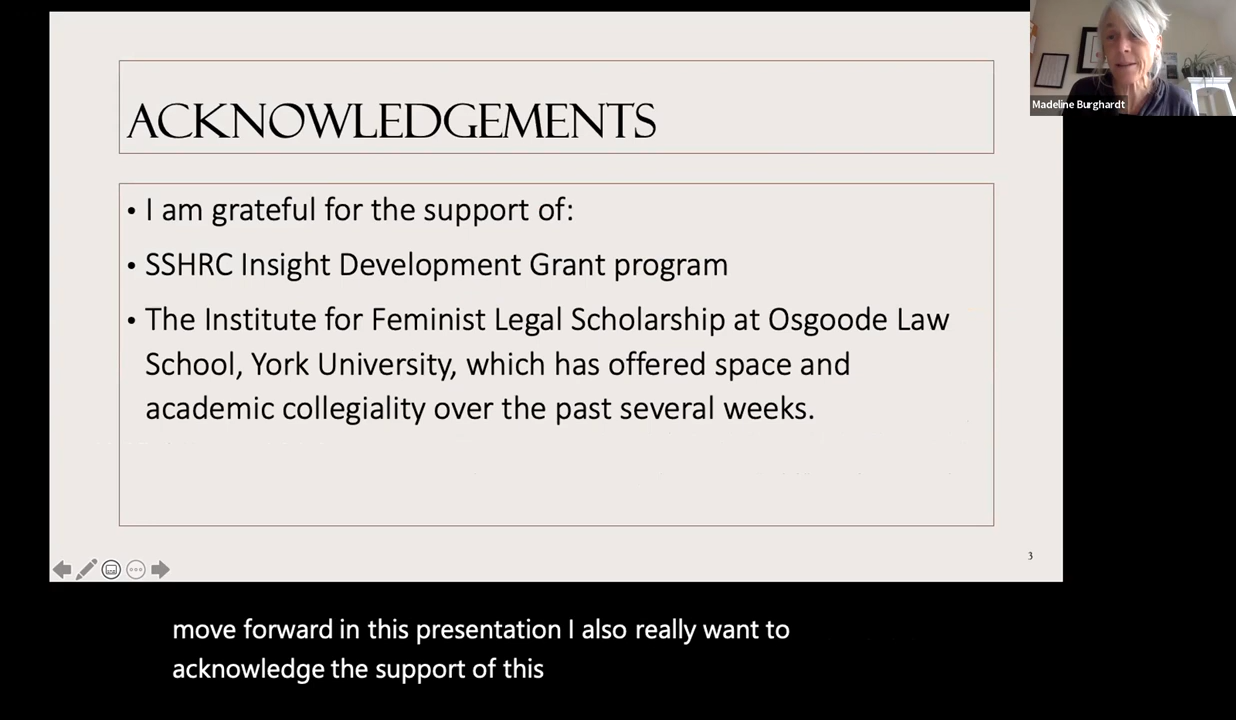 ACKNOWLEDGEMENTS
Madeline Burghardt
• I am grateful for the support of:
• SSHRC Insight Development Grant program
• The Institute for Feminist Legal Scholarship at Osgoode Law
School, York University, which has offered space and
academic collegiality over the past several weeks.
3
move forward in this presentation I also really want to
acknowledge the support of this